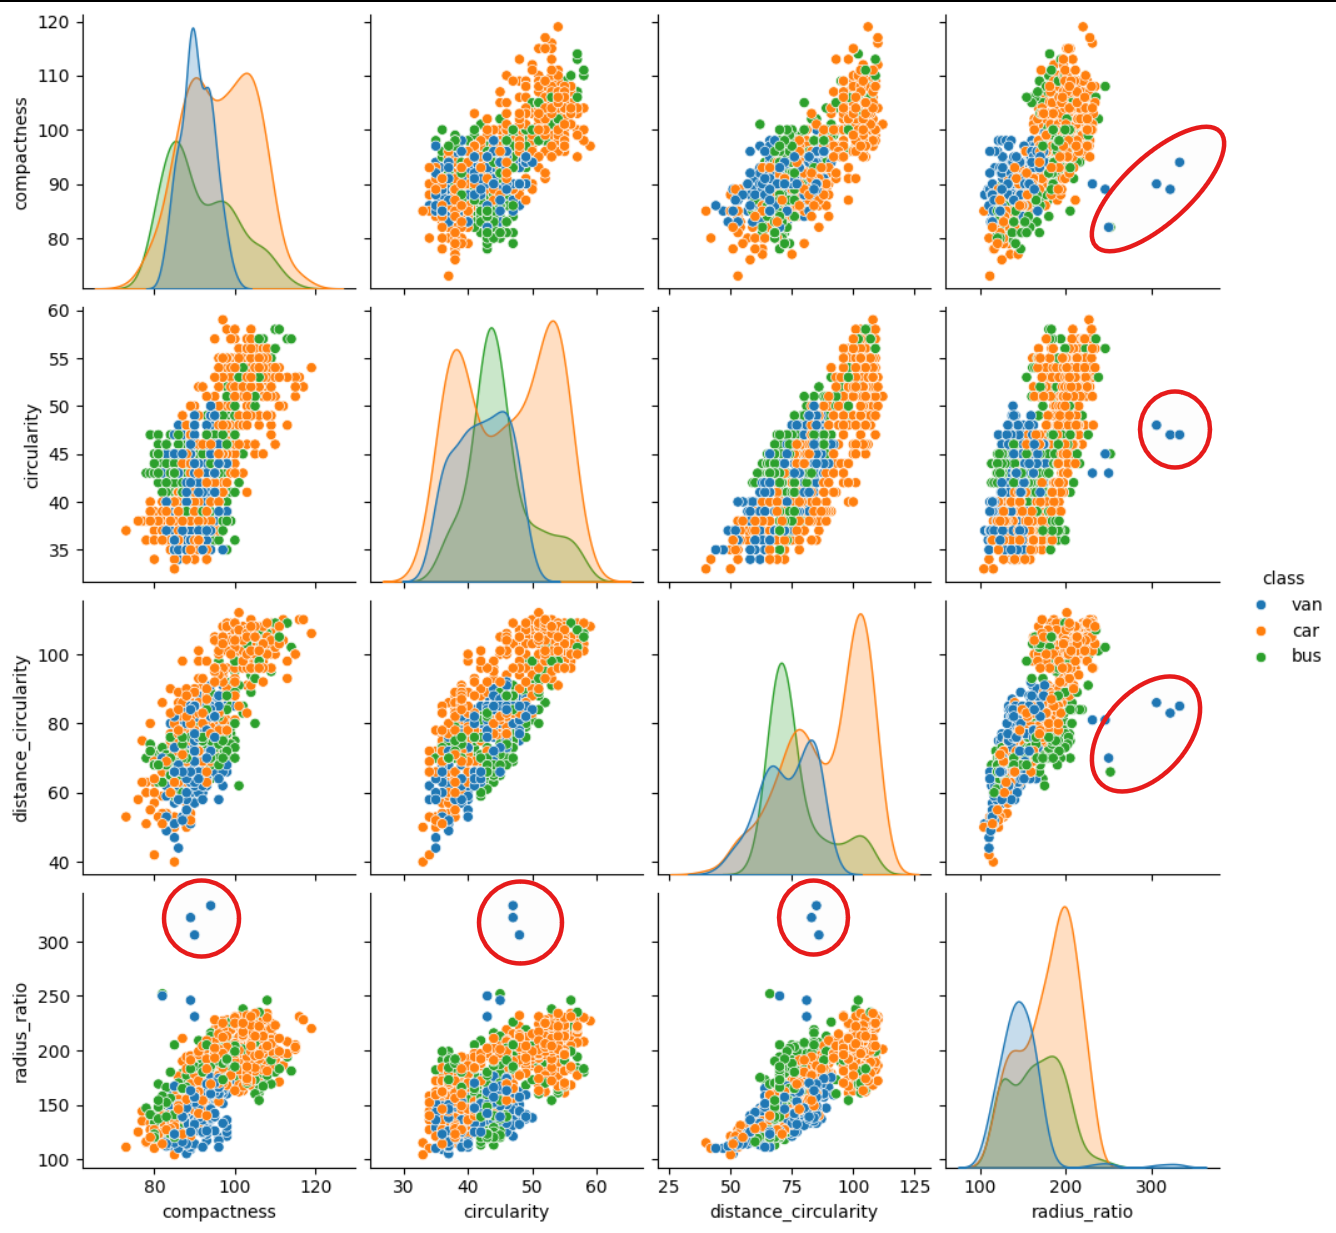 120
110
100
90
80
compactness
60
55
50
45
40
35
circularity
class
van
car
bus
100
80
60
40
distance_circularity
300
250
200
150
100
radius_ratio
80 100 120 30 40 50 60 25 50 75 100 125 100 200 300
compactness circularity distance_circularity radius_ratio